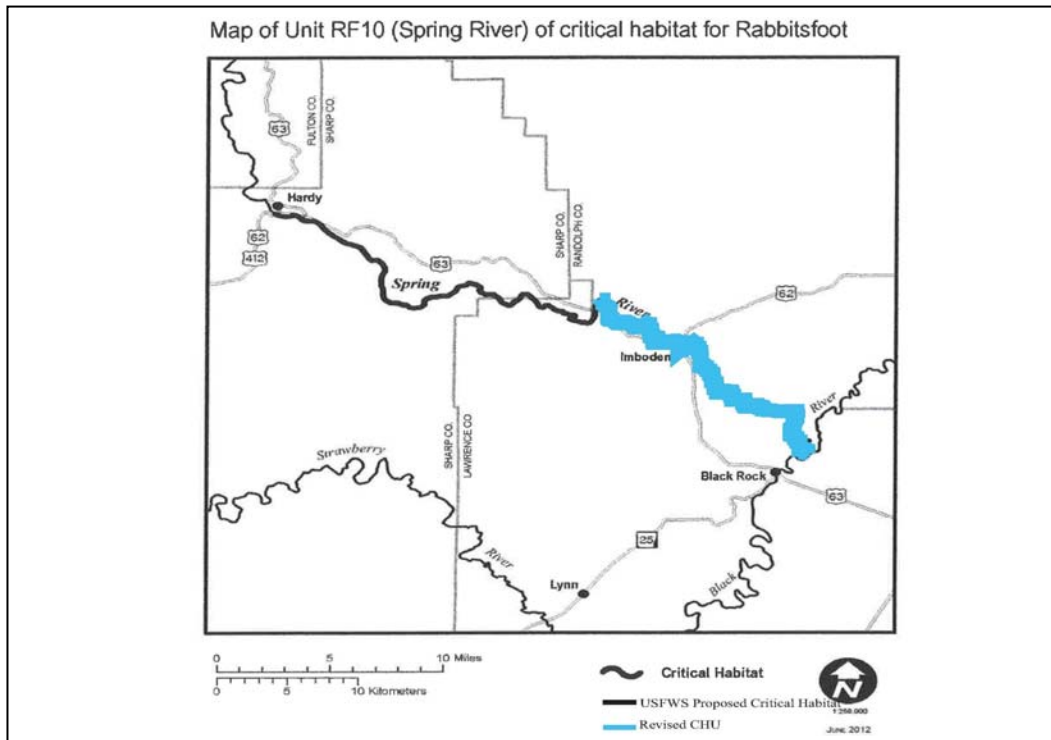 Map of Unit RF10 (Spring River) of critical habitat for Rabbitsfoot
63
FULTON CO.
SHARP CO.
Hardy
62
412
63
Spring
SHARP CO.
RANDOLPH CO.
River
62
Imboden
River
SHARP CO.
LAWRENCE CO
Strawberry
River
Black Rock
63
25
Lynn
Black
0 5 10 Miles
0 5 10 Kilometers
Critical Habitat
USFWS Proposed Critical Habitat
Revised CHU
N
1:250,000
JUNE, 2012